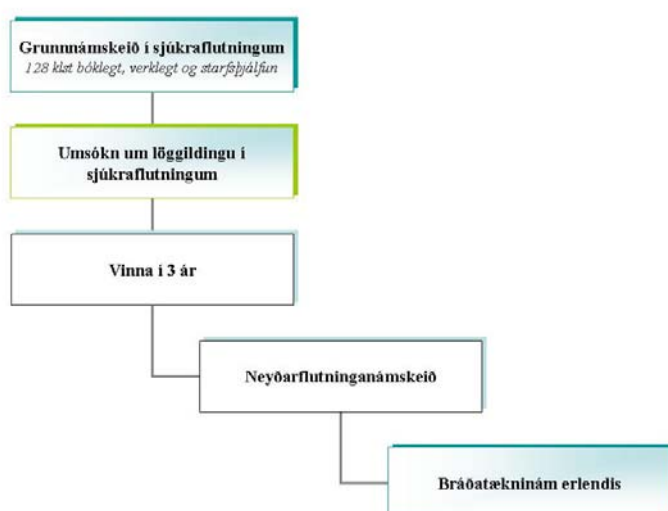 Grunnnámskeið í sjúkraflutningum
128 klst bóklegt, verklegt og starfsþjálfun
Umsókn um löggildingu í
sjúkraflutningum
Vinna í 3 ár
Neyðarflutninganámskeið
Bráðatækninám erlendis